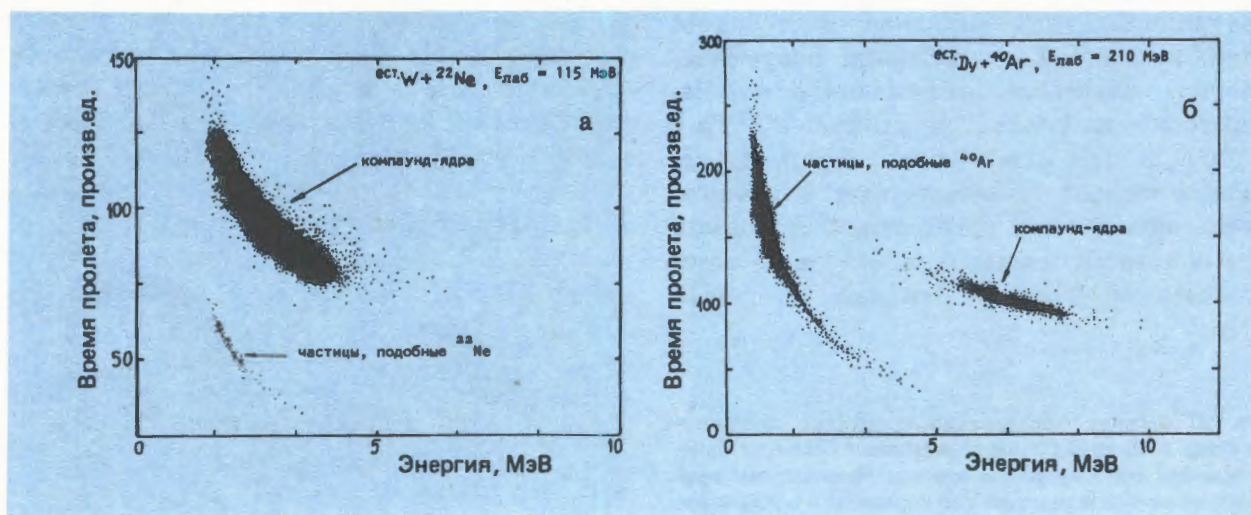 150
ест.W + ²²Ne , Eлаб = 115 МэВ
а
компаунд-ядра
100
частицы, подобные ²²Ne
50
0
5
10
Время пролета, произв.ед.
Энергия, МэВ
300
ест.Dy + ⁴⁰Ar , Eлаб = 210 МэВ
б
частицы, подобные ⁴⁰Ar
200
компаунд-ядра
100
0
0
5
10
Время пролета, произв.ед.
Энергия, МэВ